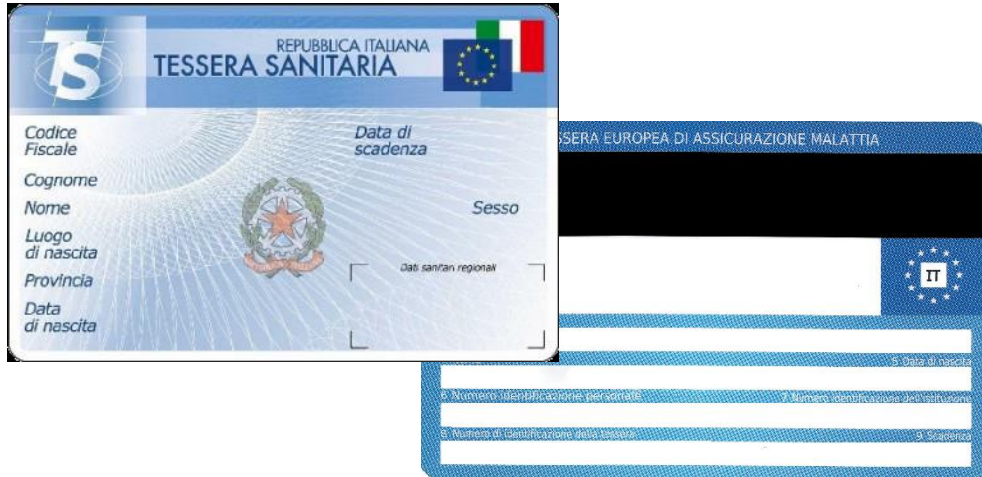 TS
REPUBBLICA ITALIANA
TESSERA SANITARIA
Codice
Fiscale
Data di
scadenza
Cognome
Nome
Sesso
Luogo
di nascita
Dati sanitari regionali
Provincia
Data
di nascita
SSERA EUROPEA DI ASSICURAZIONE MALATTIA
IT
5 Data di nascita
6 Numero identificazione personale
7 Numero identificazione dell'istituzione
8 Numero di identificazione della tessera
9 Scadenza